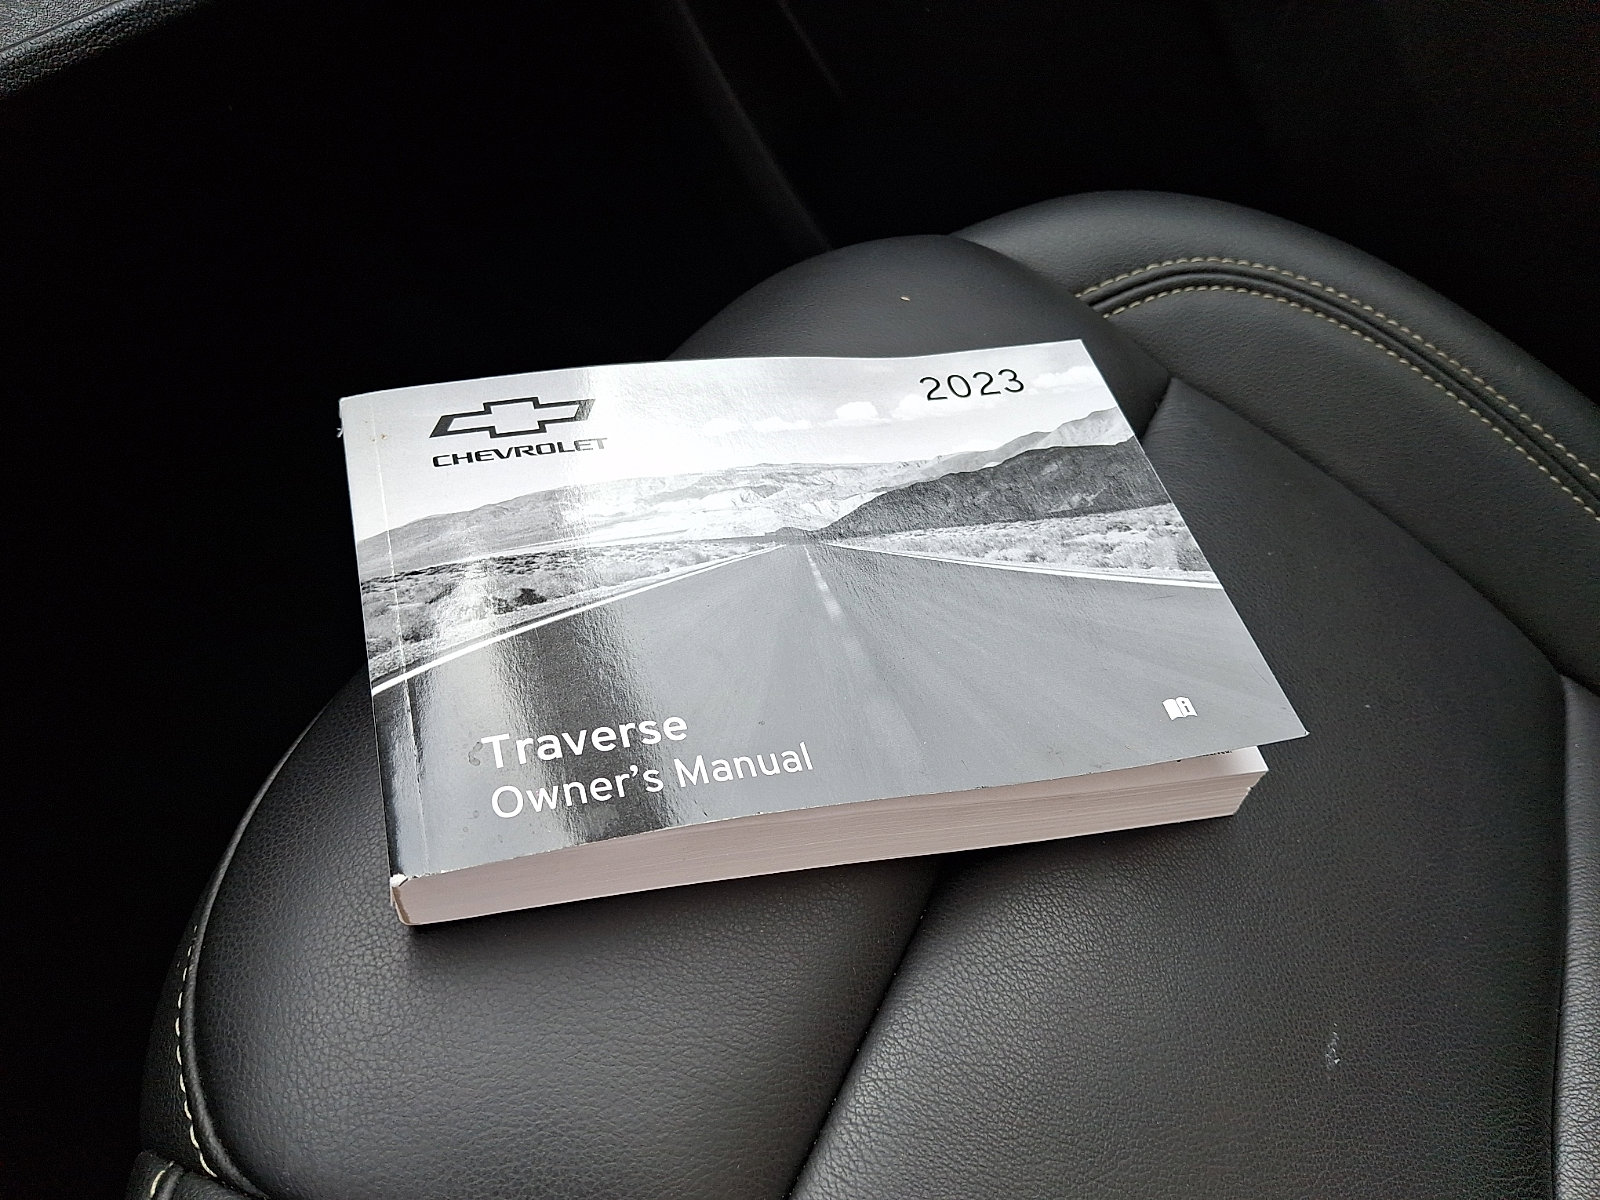 2023
CHEVROLET
Traverse
Owner's Manual